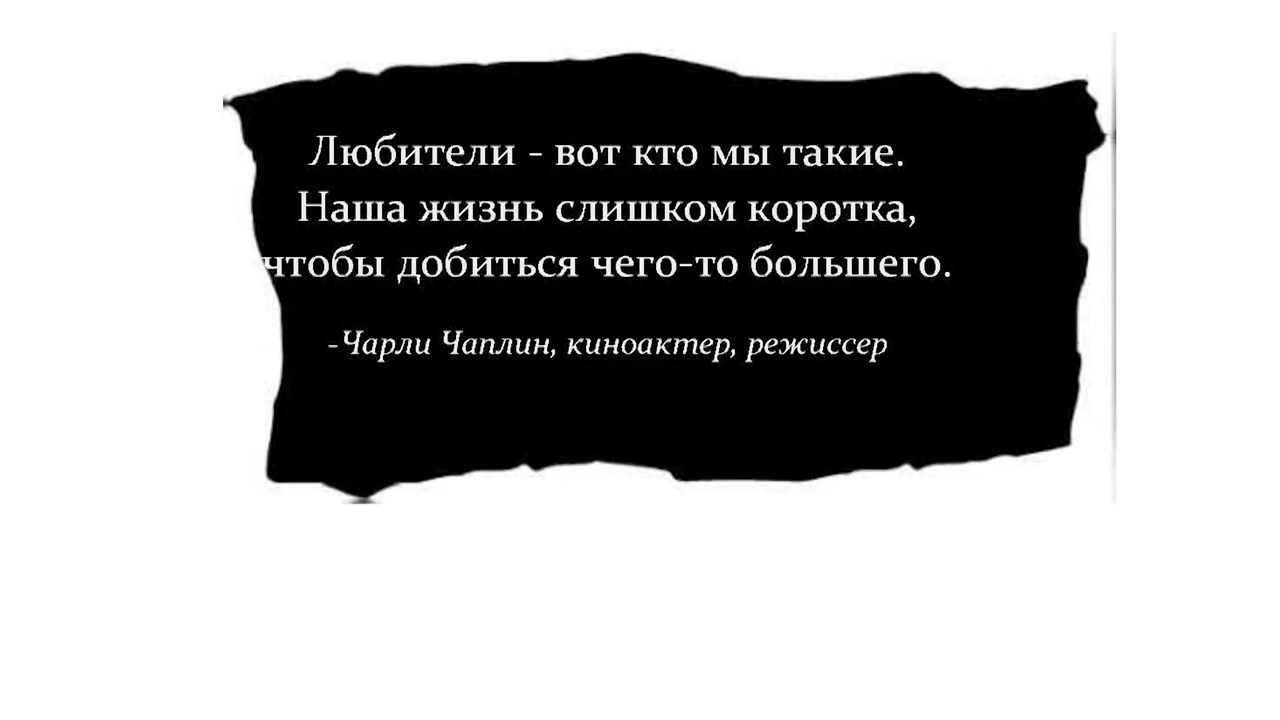 Любители - вот кто мы такие.
Наша жизнь слишком коротка,
чтобы добиться чего-то большего.
-Чарли Чаплин, киноактер, режиссер